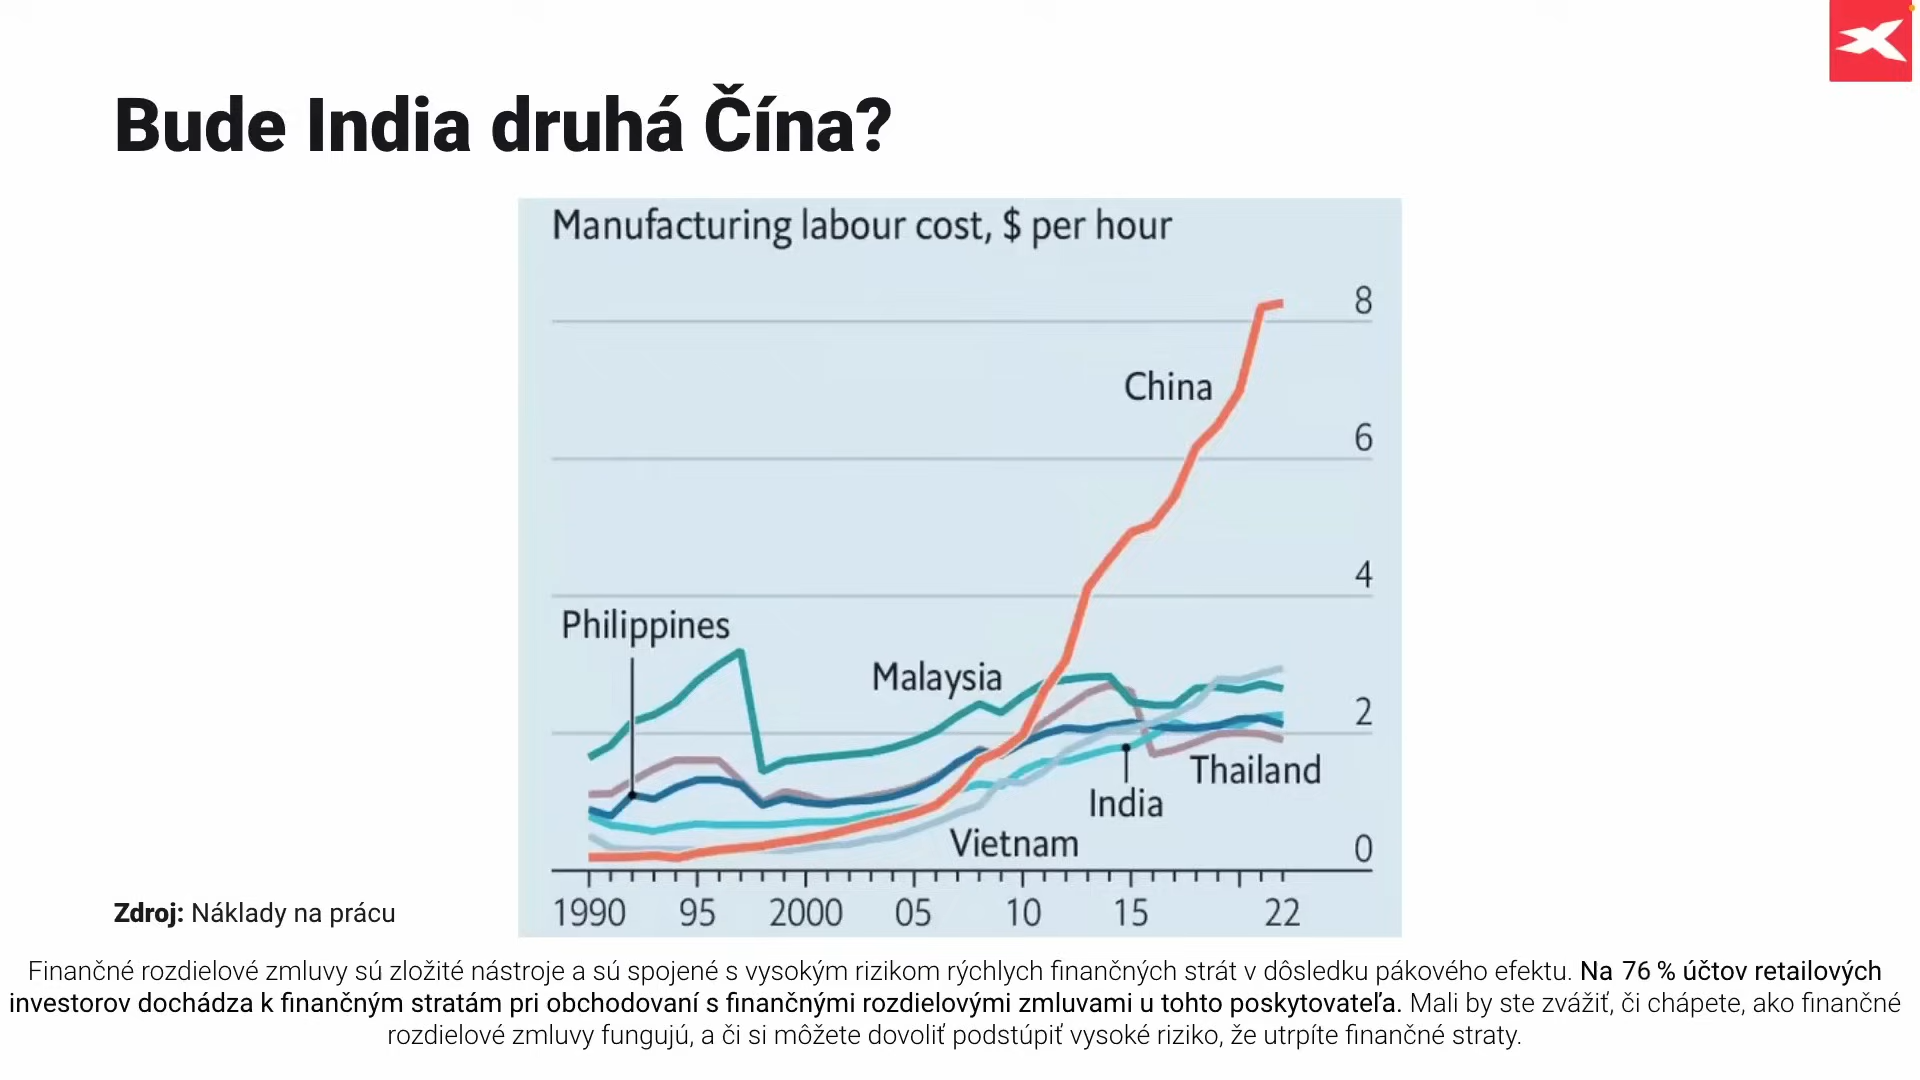 Bude India druhá Čína?
Manufacturing labour cost, $ per hour
8
China
6
4
Philippines
Malaysia
2
Thailand
India
Vietnam
0
1990 95 2000 05 10 15 22
Zdroj: Náklady na prácu
Finančné rozdielové zmluvy sú zložité nástroje a sú spojené s vysokým rizikom rýchlych finančných strát v dôsledku pákového efektu. Na 76 % účtov retailových
investorov dochádza k finančným stratám pri obchodovaní s finančnými rozdielovými zmluvami u tohto poskytovateľa. Mali by ste zvážiť, či chápete, ako finančné
rozdielové zmluvy fungujú, a či si môžete dovoliť podstúpiť vysoké riziko, že utrpíte finančné straty.